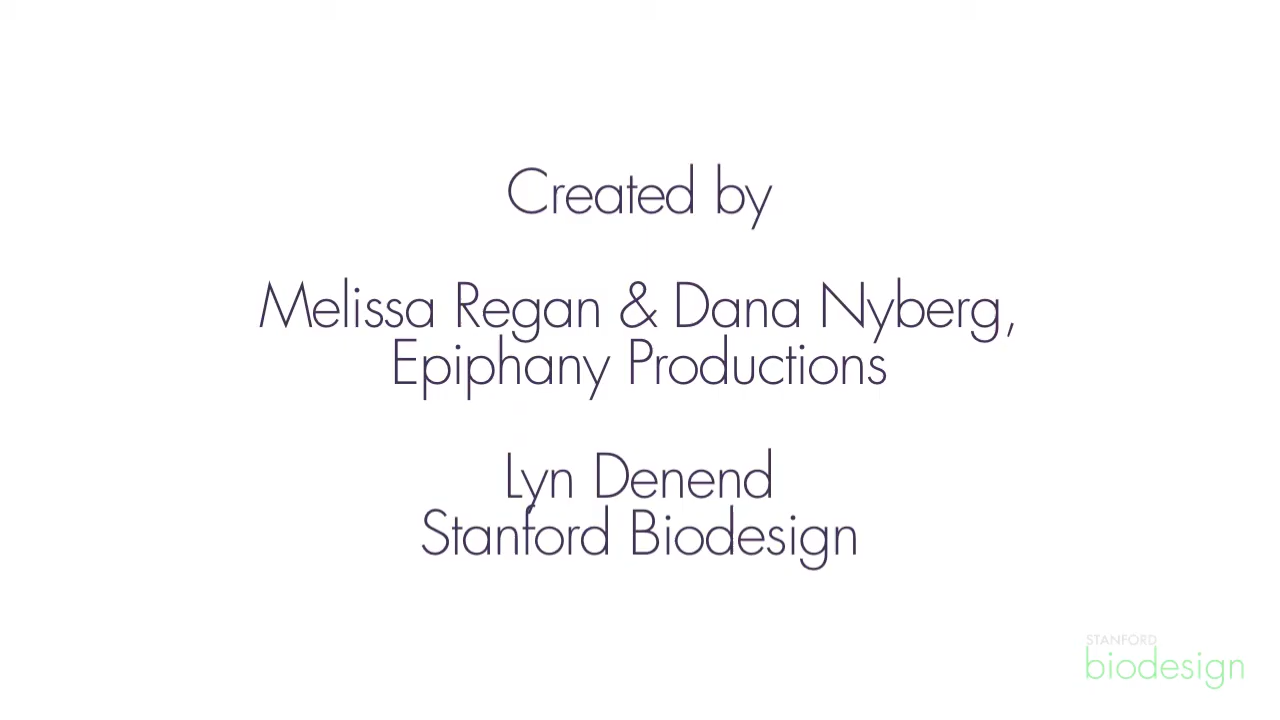 Created by
Melissa Regan & Dana Nyberg,
Epiphany Productions
Lyn Denend
Stanford Biodesign
STANFORD
biodesign